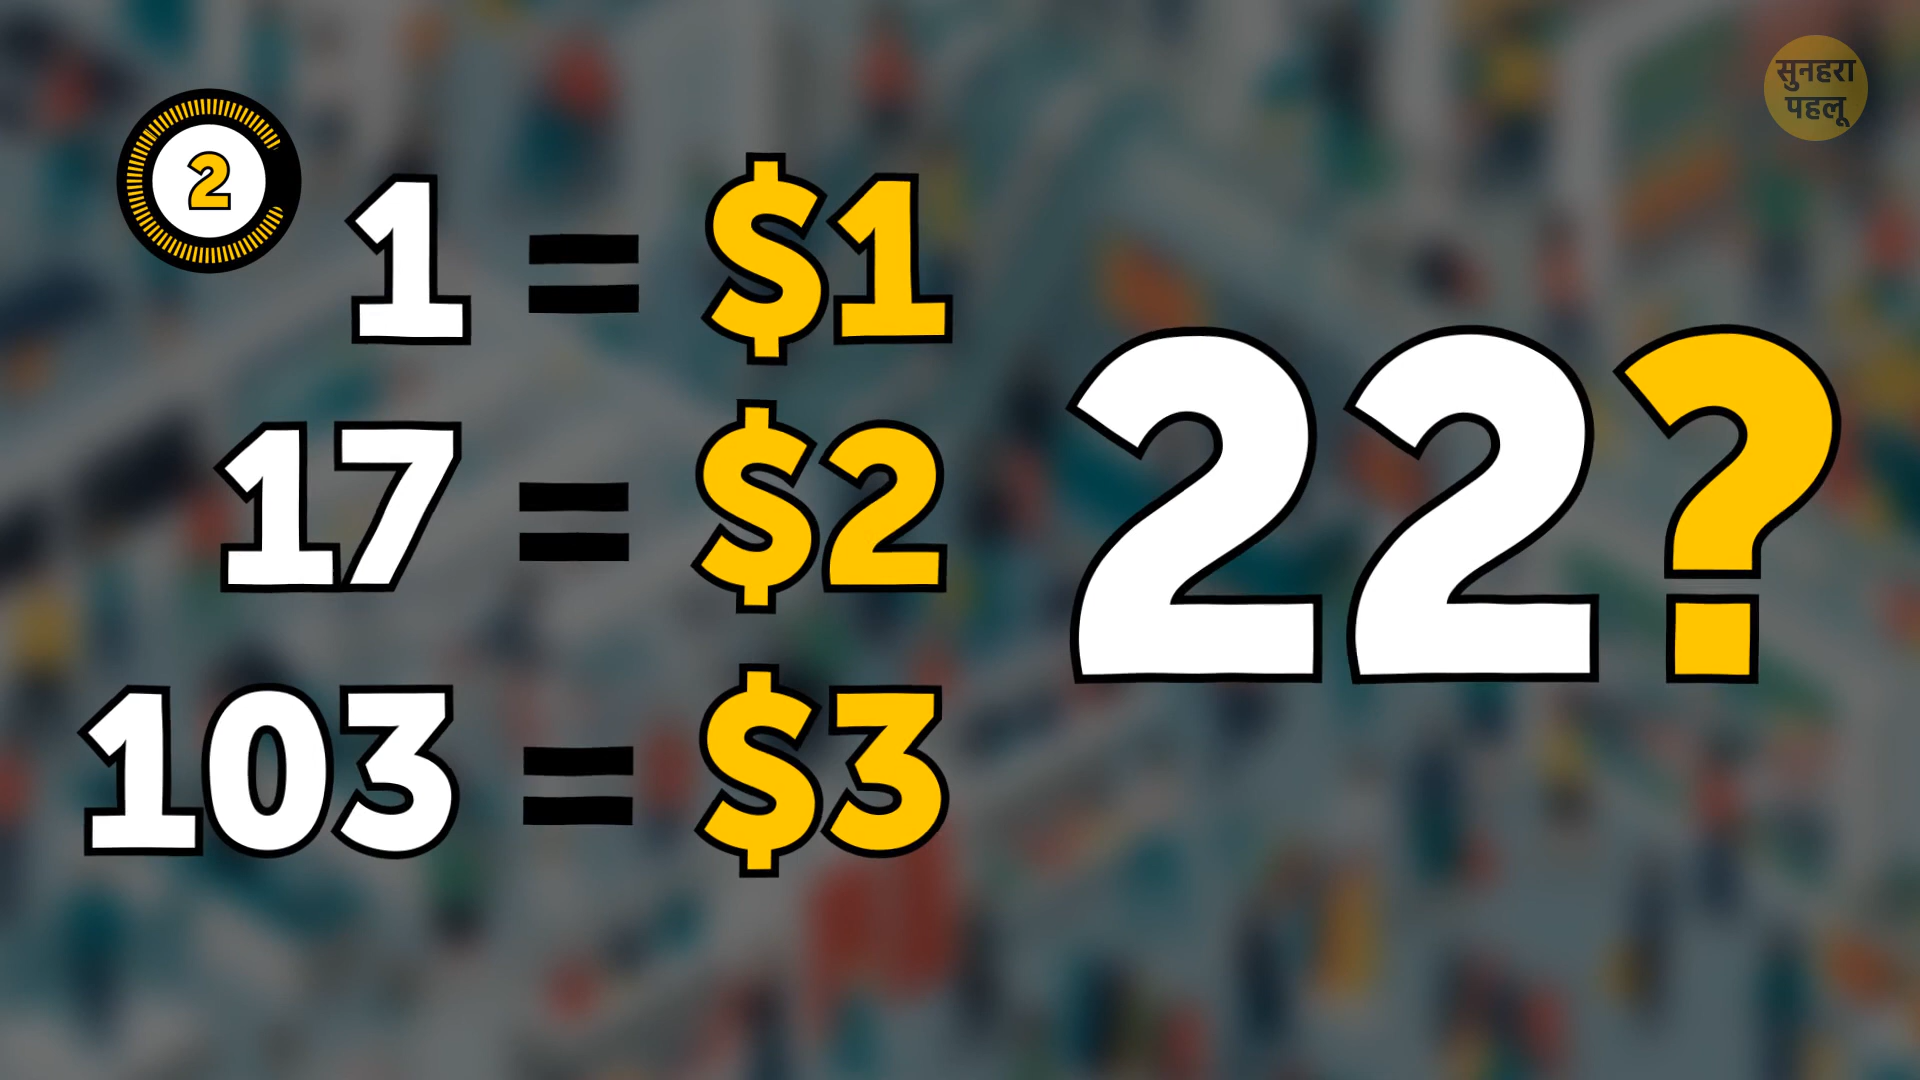 2
1 = $1
17 = $2
103 = $3
22?
सुनहरा
पहलू